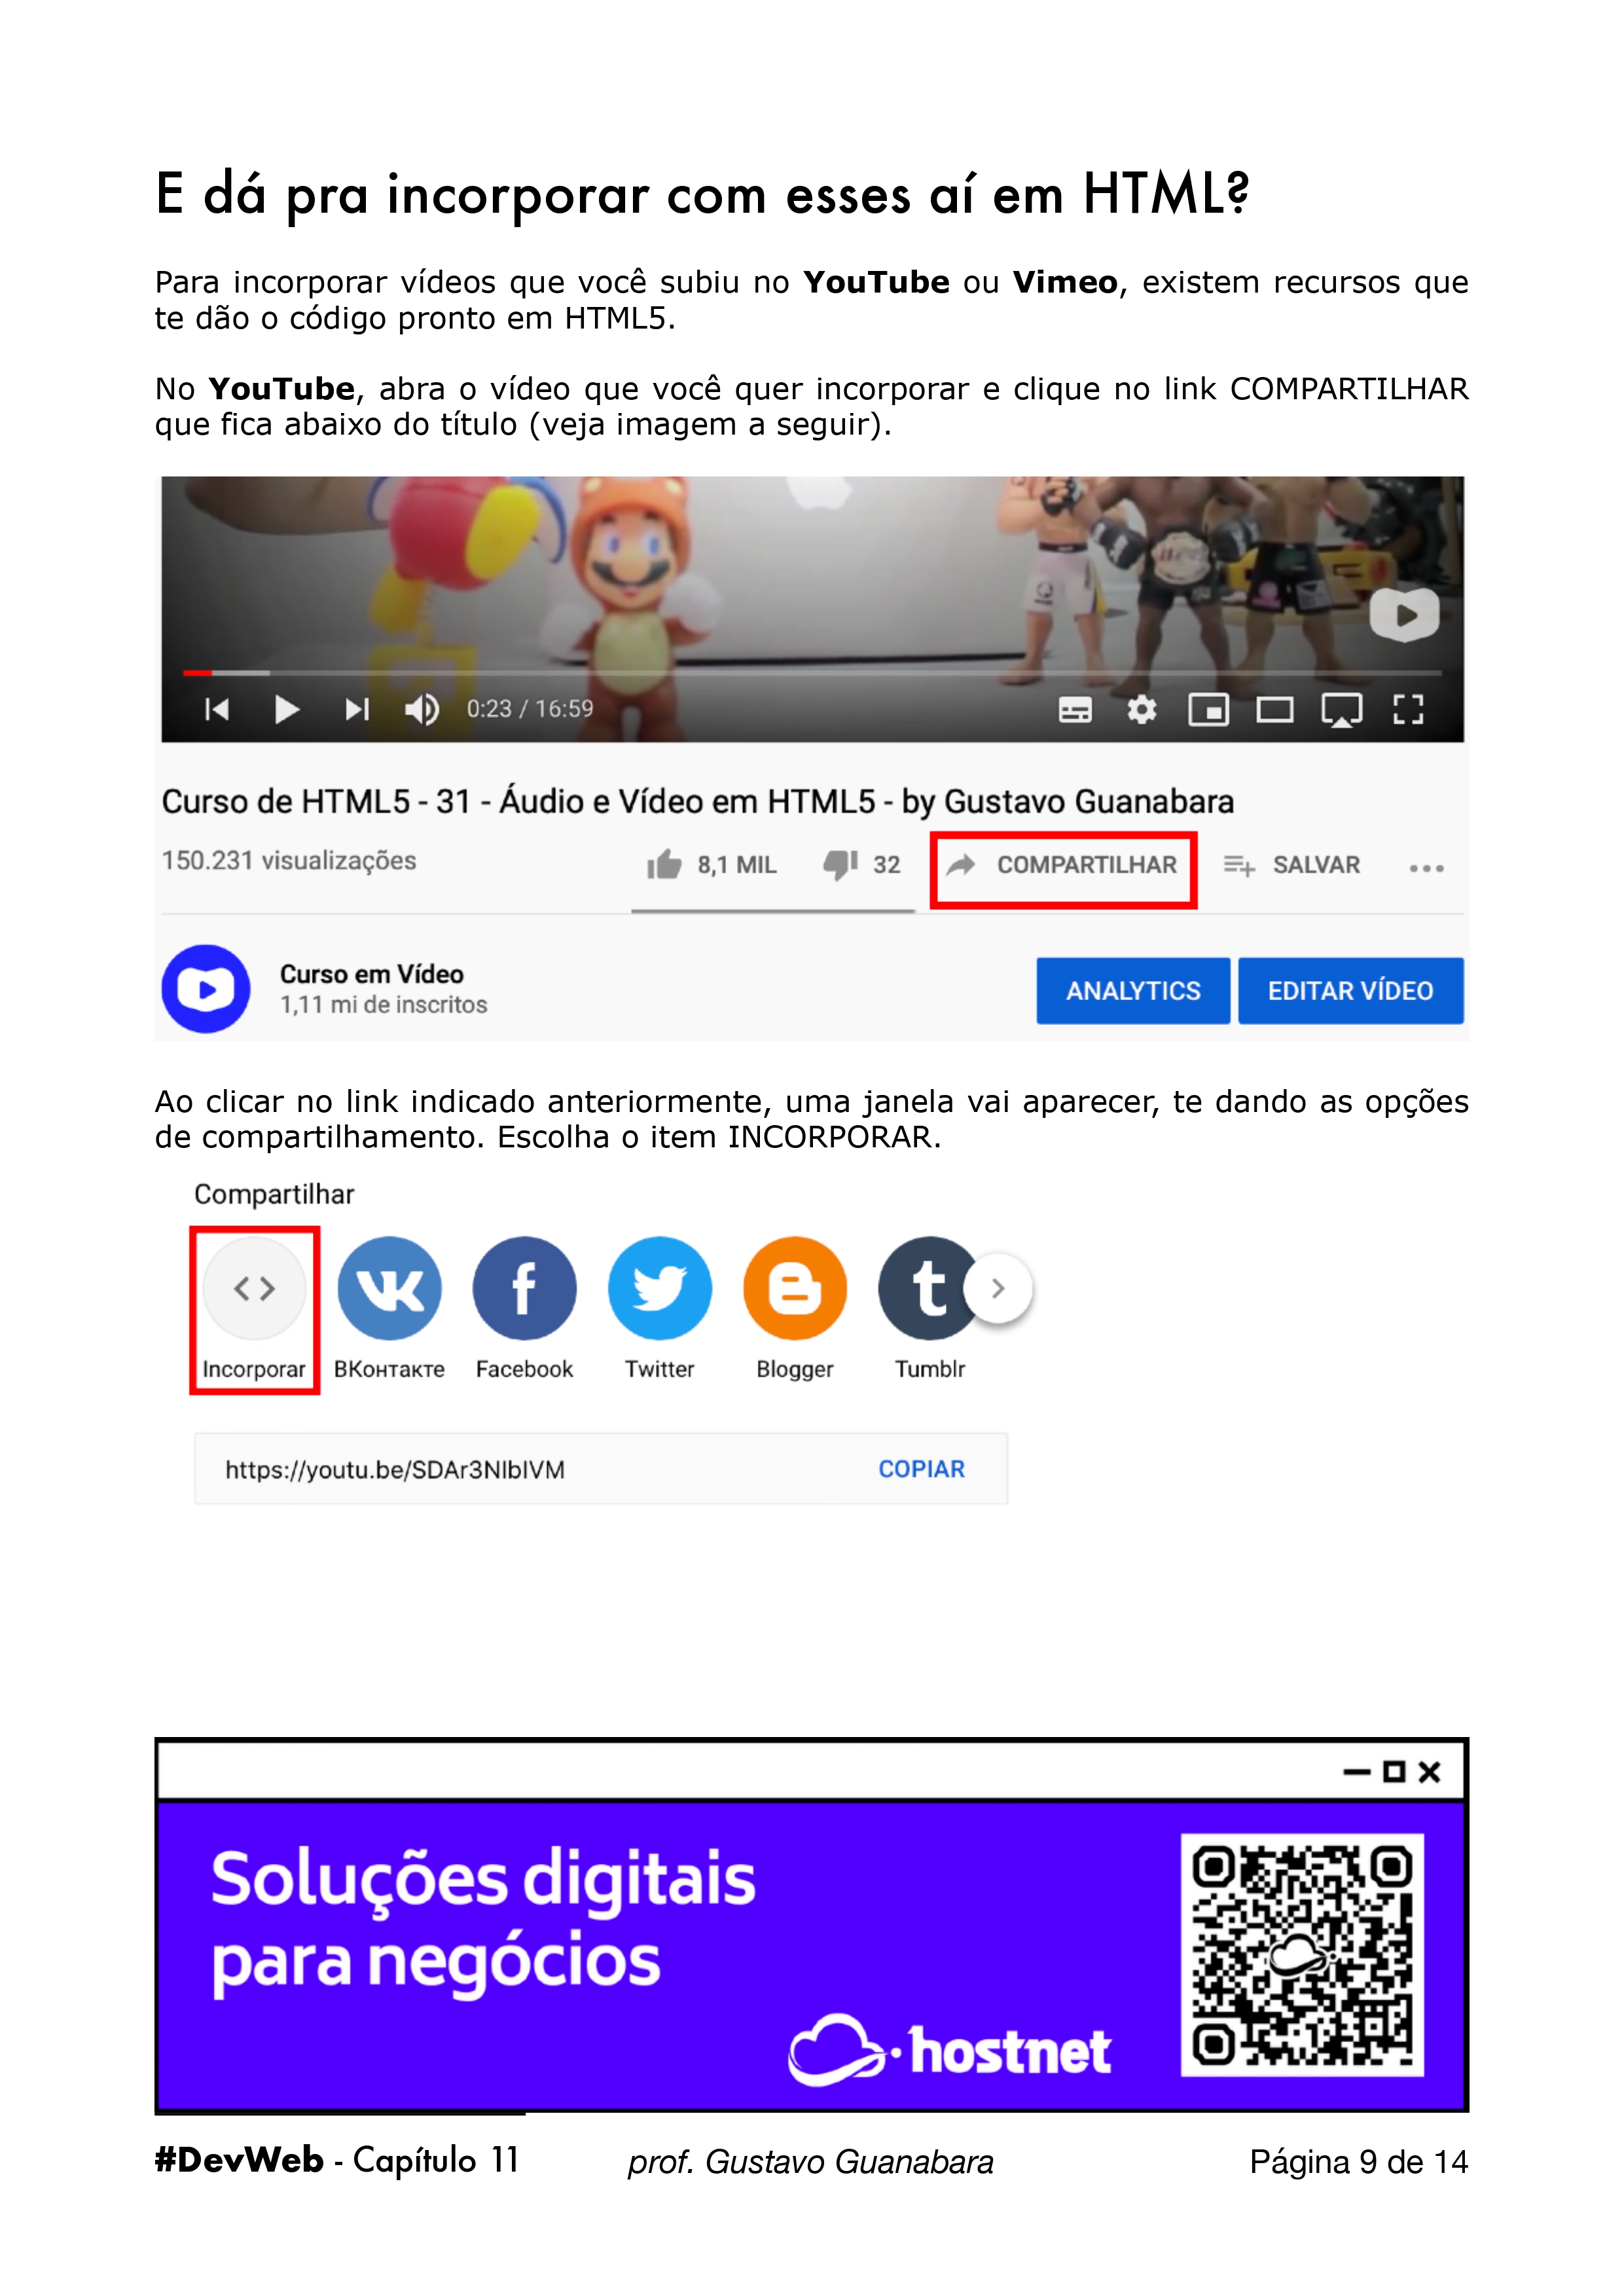 E dá pra incorporar com esses aí em HTML?
Para incorporar vídeos que você subiu no YouTube ou Vimeo, existem recursos que
te dão o código pronto em HTML5.
No YouTube, abra o vídeo que você quer incorporar e clique no link COMPARTILHAR
que fica abaixo do título (veja imagem a seguir).
0:23 / 16:59
Curso de HTML5 - 31 - Áudio e Vídeo em HTML5 - by Gustavo Guanabara
150.231 visualizações 8,1 MIL 32 COMPARTILHAR SALVAR
Curso em Vídeo
1,11 mi de inscritos
ANALYTICS EDITAR VÍDEO
Ao clicar no link indicado anteriormente, uma janela vai aparecer, te dando as opções
de compartilhamento. Escolha o item INCORPORAR.
Compartilhar
Incorporar ВКонтакте Facebook Twitter Blogger Tumblr
https://youtu.be/SDAr3NIbIVM COPIAR
Soluções digitais
para negócios
hostnet
#DevWeb - Capítulo 11 prof. Gustavo Guanabara Página 9 de 14